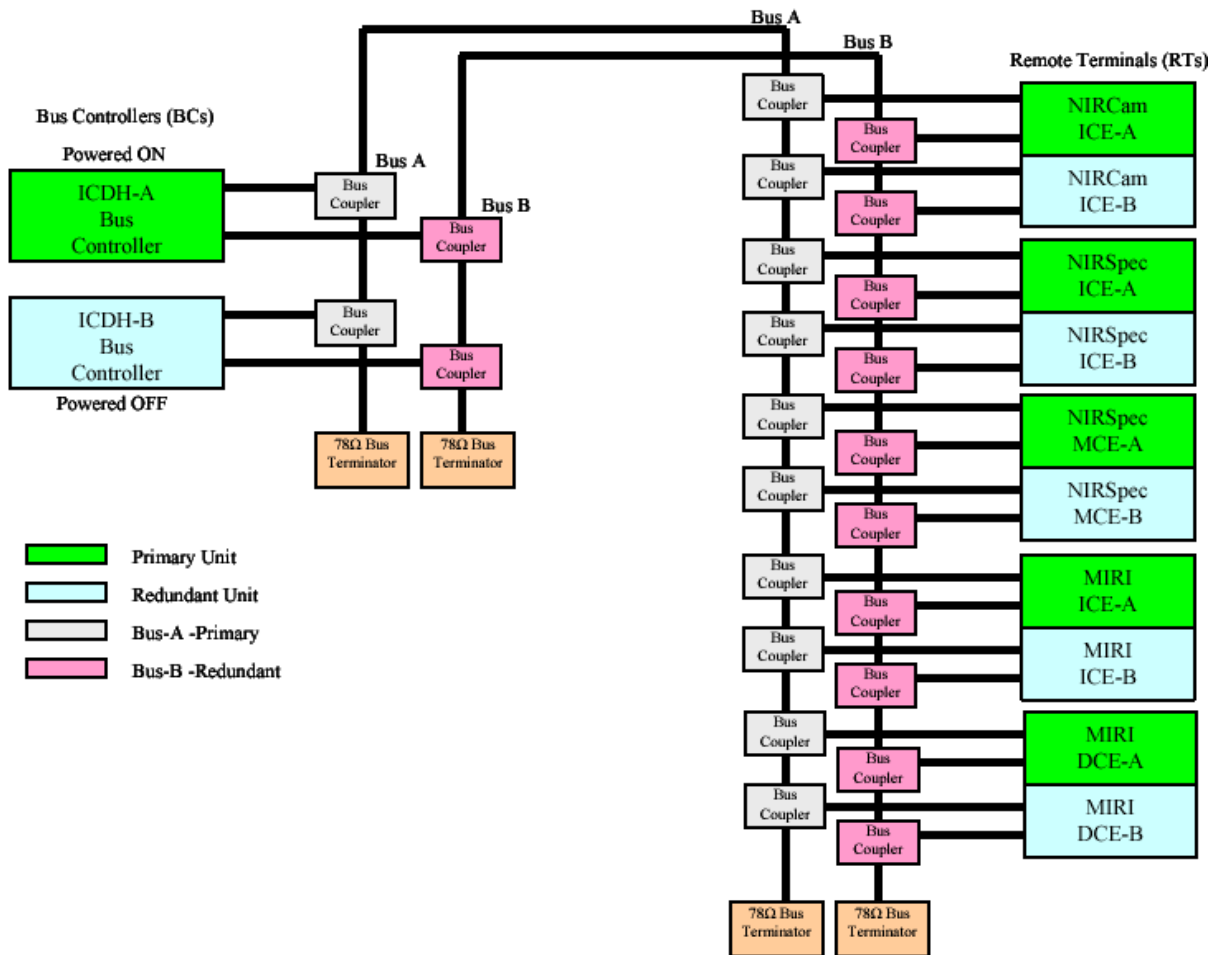 Bus A
Bus B
Remote Terminals (RTs)
Bus Controllers (BCs)
Powered ON
ICDH-A
Bus
Controller
Bus A
Bus
Coupler
Bus B
Bus
Coupler
ICDH-B
Bus
Controller
Powered OFF
Bus
Coupler
Bus
Coupler
78Ω Bus
Terminator
78Ω Bus
Terminator
Primary Unit
Redundant Unit
Bus-A -Primary
Bus-B -Redundant
Bus
Coupler
Bus
Coupler
NIRCam
ICE-A
Bus
Coupler
Bus
Coupler
NIRCam
ICE-B
Bus
Coupler
Bus
Coupler
NIRSpec
ICE-A
Bus
Coupler
Bus
Coupler
NIRSpec
ICE-B
Bus
Coupler
Bus
Coupler
NIRSpec
MCE-A
Bus
Coupler
Bus
Coupler
NIRSpec
MCE-B
Bus
Coupler
Bus
Coupler
MIRI
ICE-A
Bus
Coupler
Bus
Coupler
MIRI
ICE-B
Bus
Coupler
Bus
Coupler
MIRI
DCE-A
Bus
Coupler
Bus
Coupler
MIRI
DCE-B
78Ω Bus
Terminator
78Ω Bus
Terminator